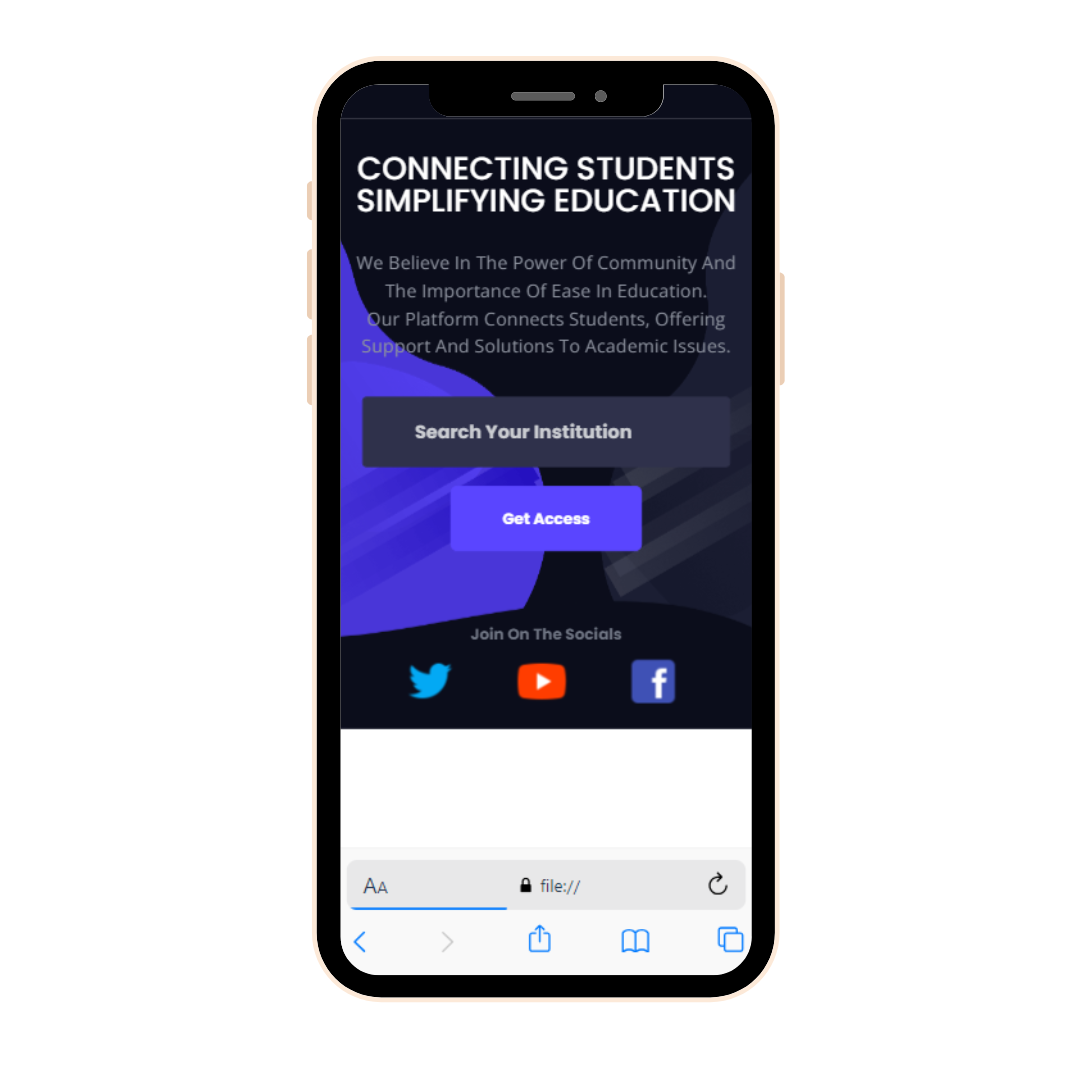 CONNECTING STUDENTS
SIMPLIFYING EDUCATION
We Believe In The Power Of Community And
The Importance Of Ease In Education.
Our Platform Connects Students, Offering
Support And Solutions To Academic Issues.
Search Your Institution
Get Access
Join On The Socials
f
AA
file://